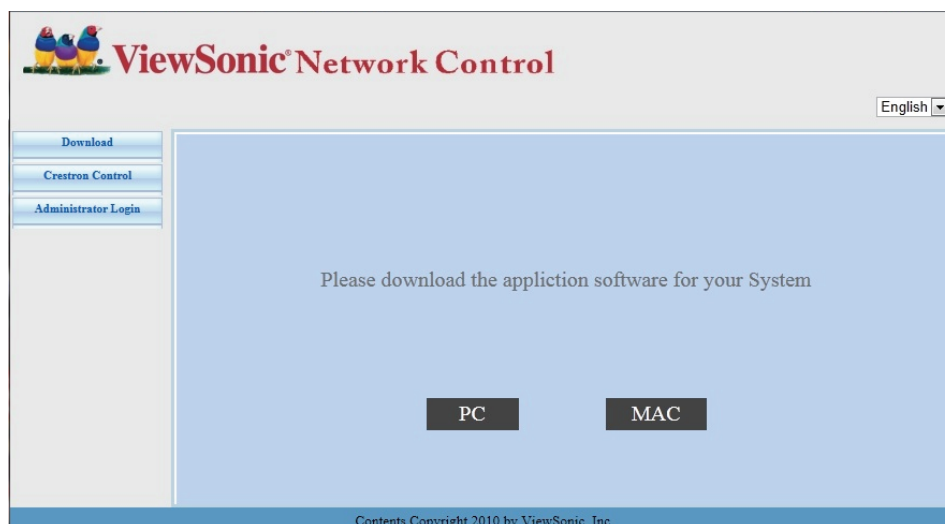 ViewSonic® Network Control
English
Download
Crestron Control
Administrator Login
Please download the appliction software for your System
PC
MAC
Contents Copyright 2010 by ViewSonic, Inc.